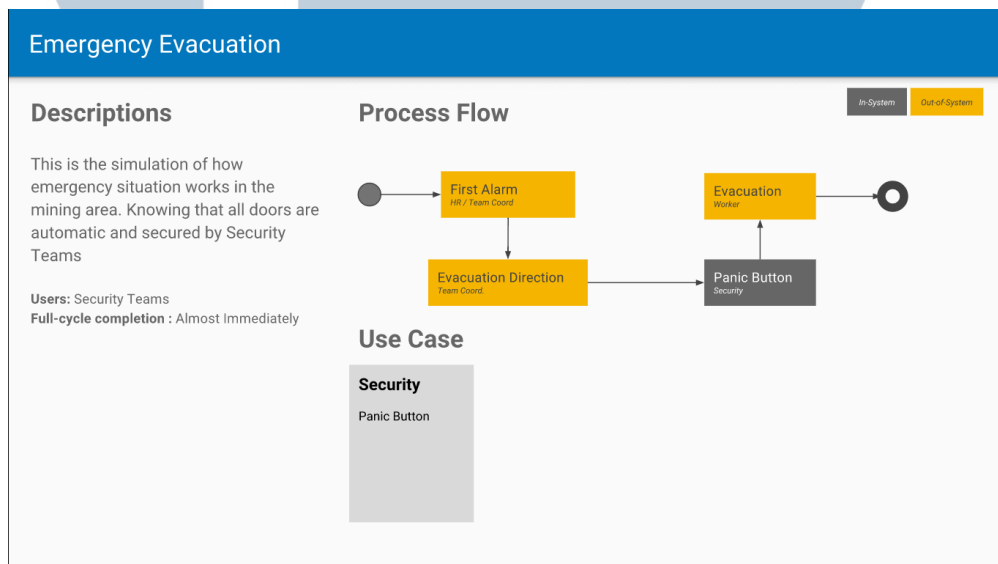 Emergency Evacuation
Descriptions
This is the simulation of how
emergency situation works in the
mining area. Knowing that all doors are
automatic and secured by Security
Teams
Users: Security Teams
Full-cycle completion : Almost Immediately
Process Flow
In-System
Out-of-System
First Alarm
HR / Team Coord
Evacuation Direction
Team Coord.
Panic Button
Security
Evacuation
Worker
Use Case
Security
Panic Button